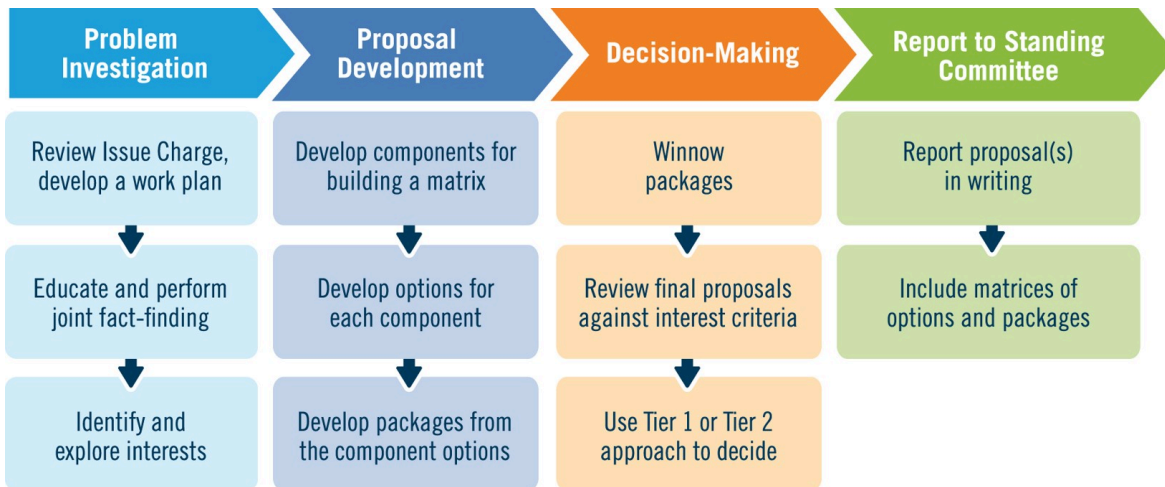 Problem
Investigation
Proposal
Development
Decision-Making
Report to Standing
Committee
Review Issue Charge,
develop a work plan
Educate and perform
joint fact-finding
Identify and
explore interests
Develop components for
building a matrix
Develop options for
each component
Develop packages from
the component options
Winnow
packages
Review final proposals
against interest criteria
Use Tier 1 or Tier 2
approach to decide
Report proposal(s)
in writing
Include matrices of
options and packages